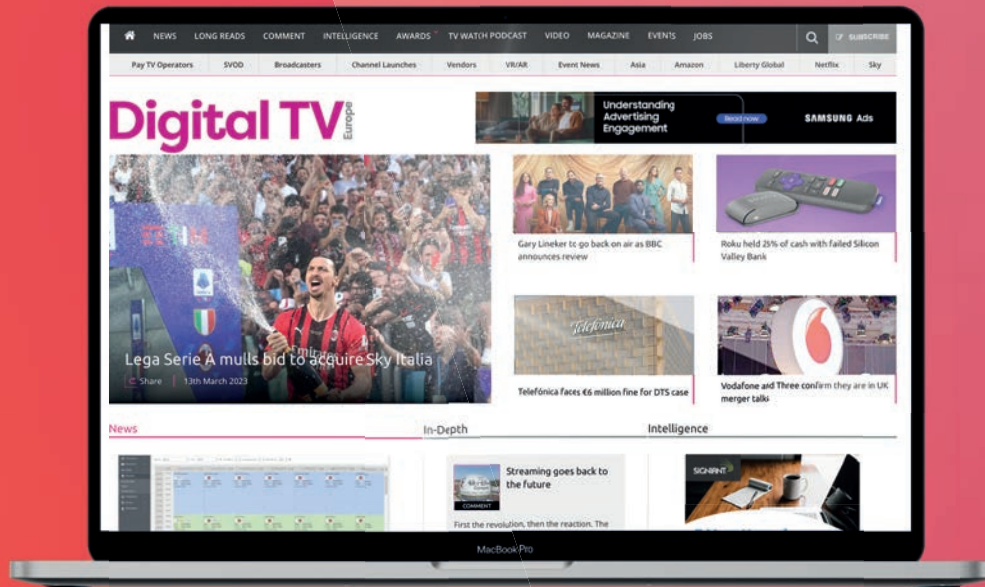 NEWS LONG READS COMMENT INTELLIGENCE AWARDS TV WATCH PODCAST VIDEO MAGAZINE EVENTS JOBS SUBSCRIBE
Pay TV Operators SVOD Broadcasters Channel Launches Vendors VR/AR Event News Asia Amazon Liberty Global Netflix Sky
Digital TV Europe
Understanding
Advertising
Engagement
Read now
SAMSUNG Ads
Lega Serie A mulls bid to acquire Sky Italia
Share 13th March 2023
Gary Lineker to go back on air as BBC
announces review
Roku held 25% of cash with failed Silicon
Valley Bank
Telefónica
Telefónica faces €6 million fine for DTS case
Vodafone and Three confirm they are in UK
merger talks
News
In-Depth
Intelligence
COMMENT
Streaming goes back to
the future
First the revolution, then the reaction. The
SIGNIANT
MacBook Pro